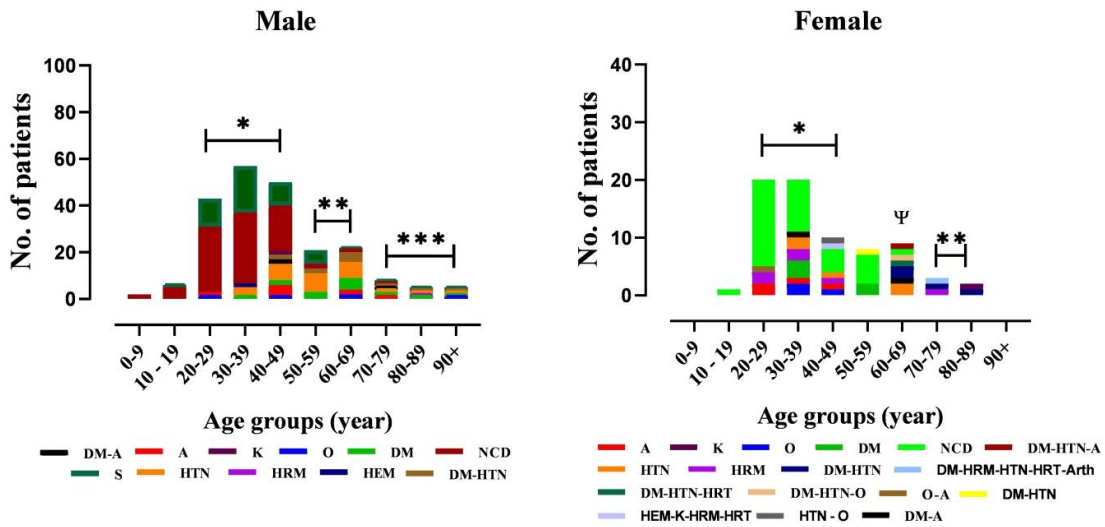 Male
No. of patients
100
80
60
40
20
0
* ** ***
0-9 10 - 19 20-29 30-39 40-49 50-59 60-69 70-79 80-89 90+
Age groups (year)
DM-A A K O DM NCD
S HTN HRM HEM DM-HTN
Female
No. of patients
40
30
20
10
0
* Ψ **
0-9 10 - 19 20-29 30-39 40-49 50-59 60-69 70-79 80-89 90+
Age groups (year)
A K O DM NCD DM-HTN-A
HTN HRM DM-HTN DM-HRM-HTN-HRT-Arth
DM-HTN-HRT DM-HTN-O O-A DM-HTN
HEM-K-HRM-HRT HTN - O DM-A